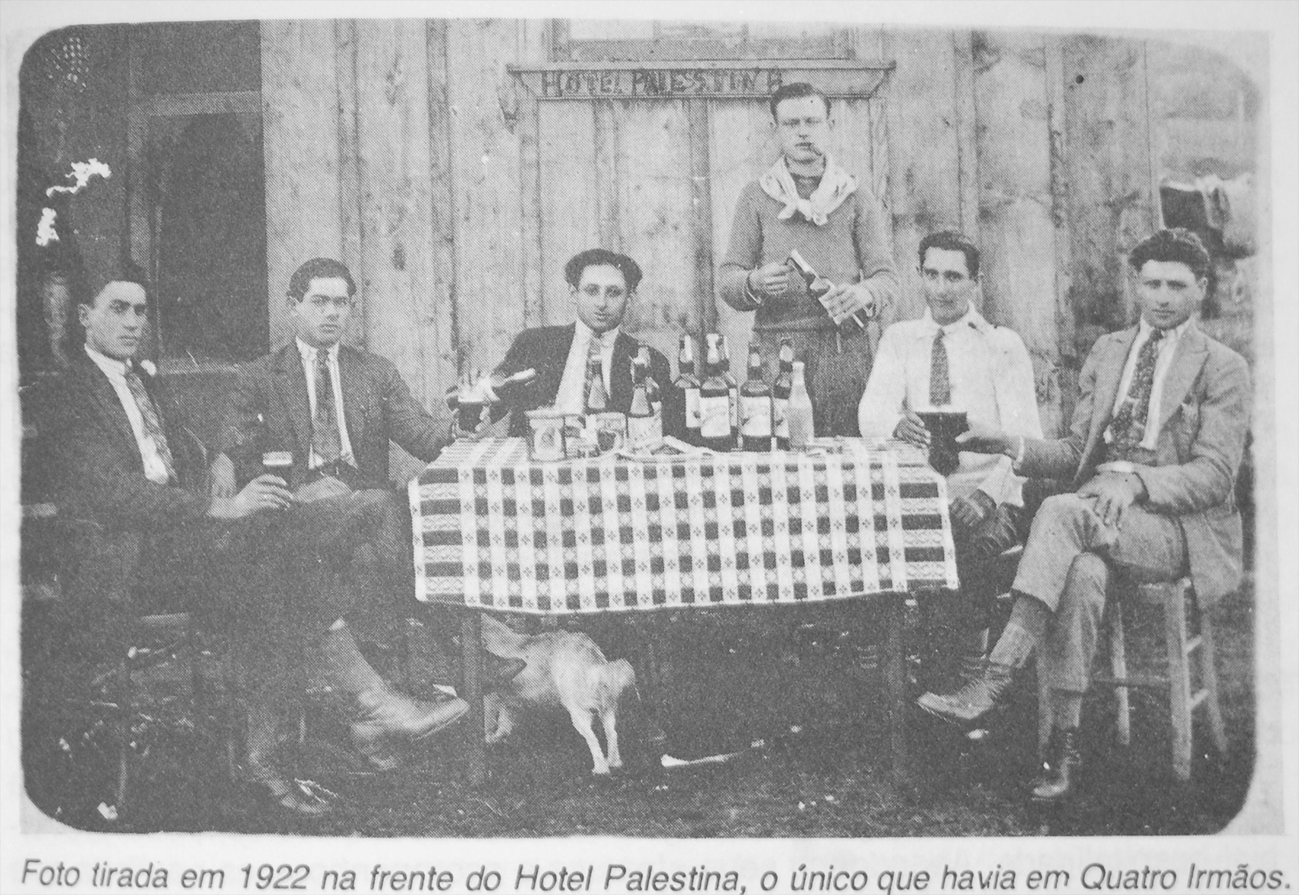 HOTEL PALESTINA
Foto tirada em 1922 na frente do Hotel Palestina, o único que havia em Quatro Irmãos.